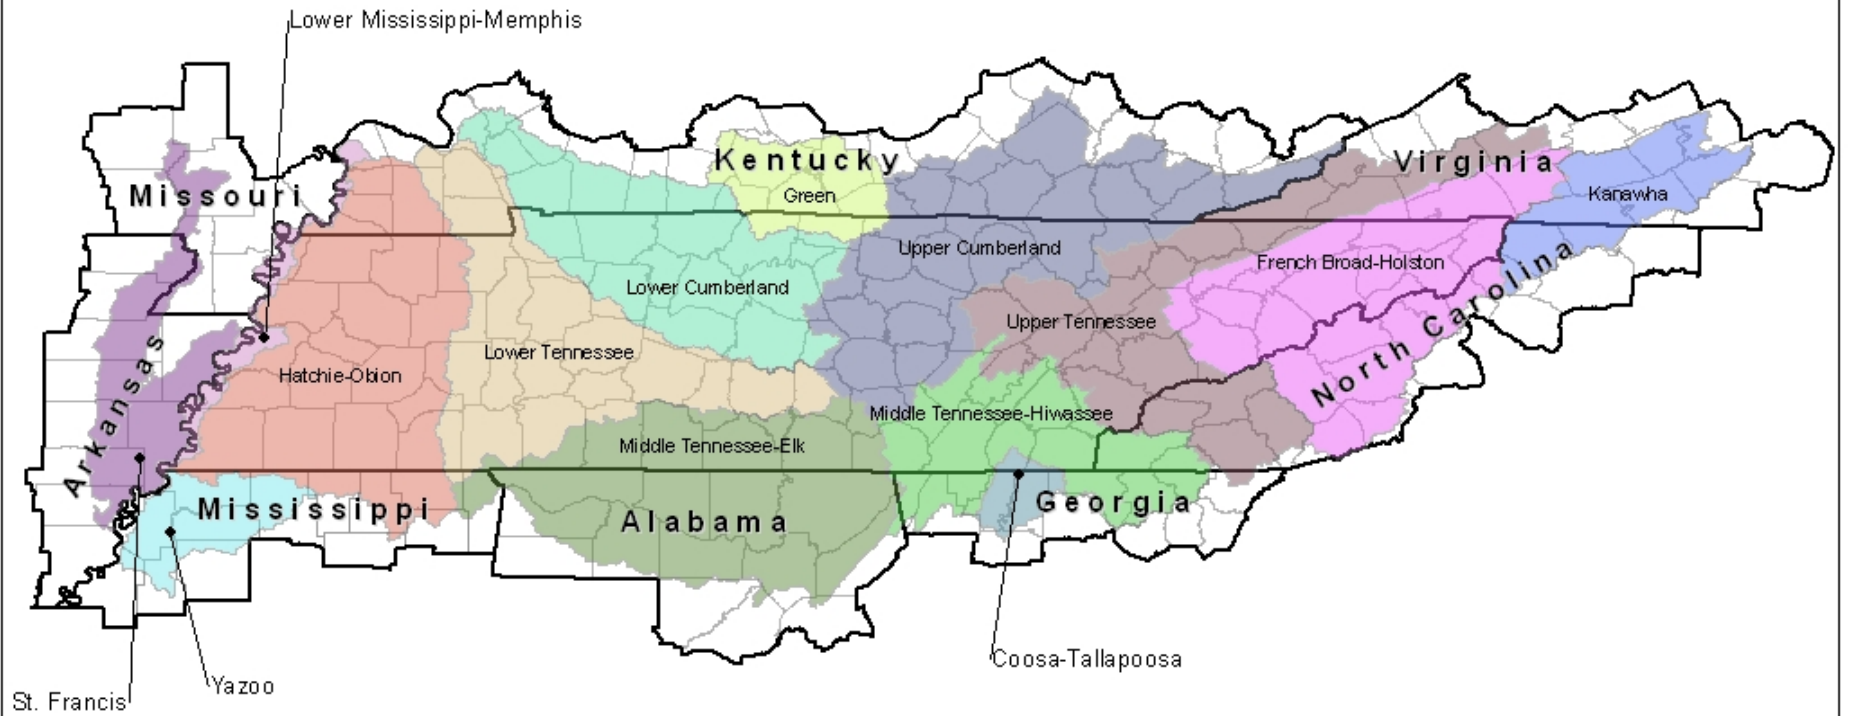 Lower Mississippi-Memphis
Kentucky
Virginia
Missouri
Green
Kanawha
Upper Cumberland
French Broad-Holston
Lower Cumberland
North Carolina
Upper Tennessee
Lower Tennessee
Hatchie-Obion
Arkansas
Middle Tennessee-Hiwassee
Middle Tennessee-Elk
Mississippi
Georgia
Alabama
Coosa-Tallapoosa
Yazoo
St. Francis